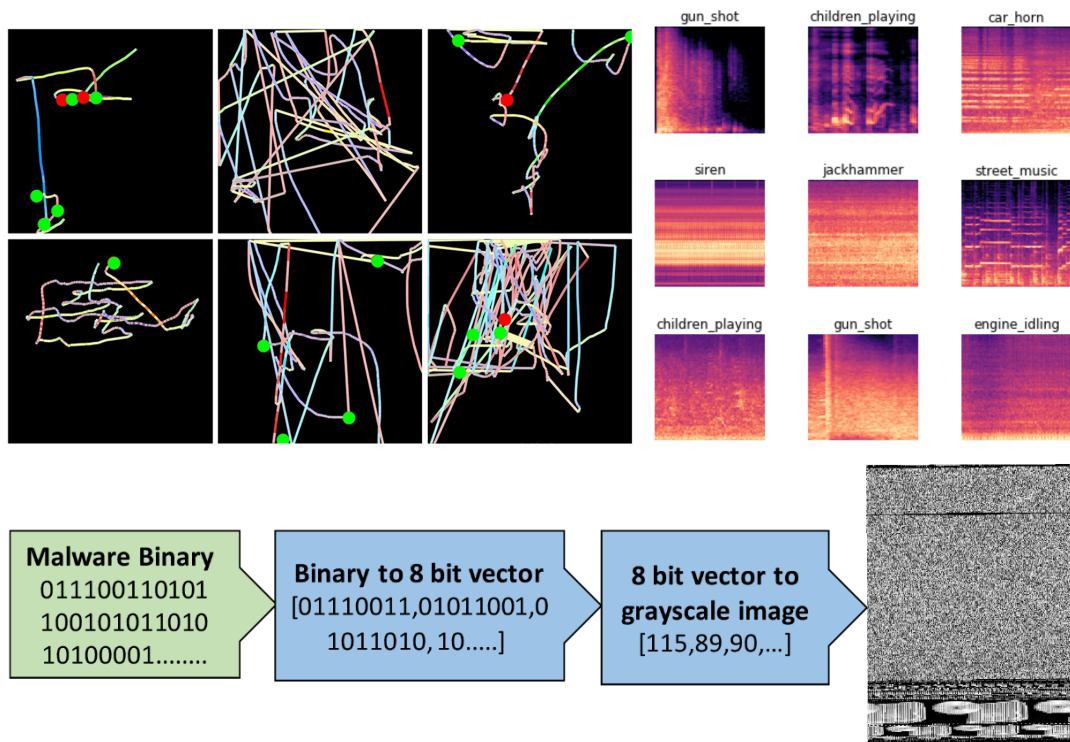 gun_shot
children_playing
car_horn
siren
jackhammer
street_music
children_playing
gun_shot
engine_idling
Malware Binary
011100110101
100101011010
10100001........
Binary to 8 bit vector
[01110011,01011001,0
1011010, 10.....]
8 bit vector to
grayscale image
[115,89,90,...]